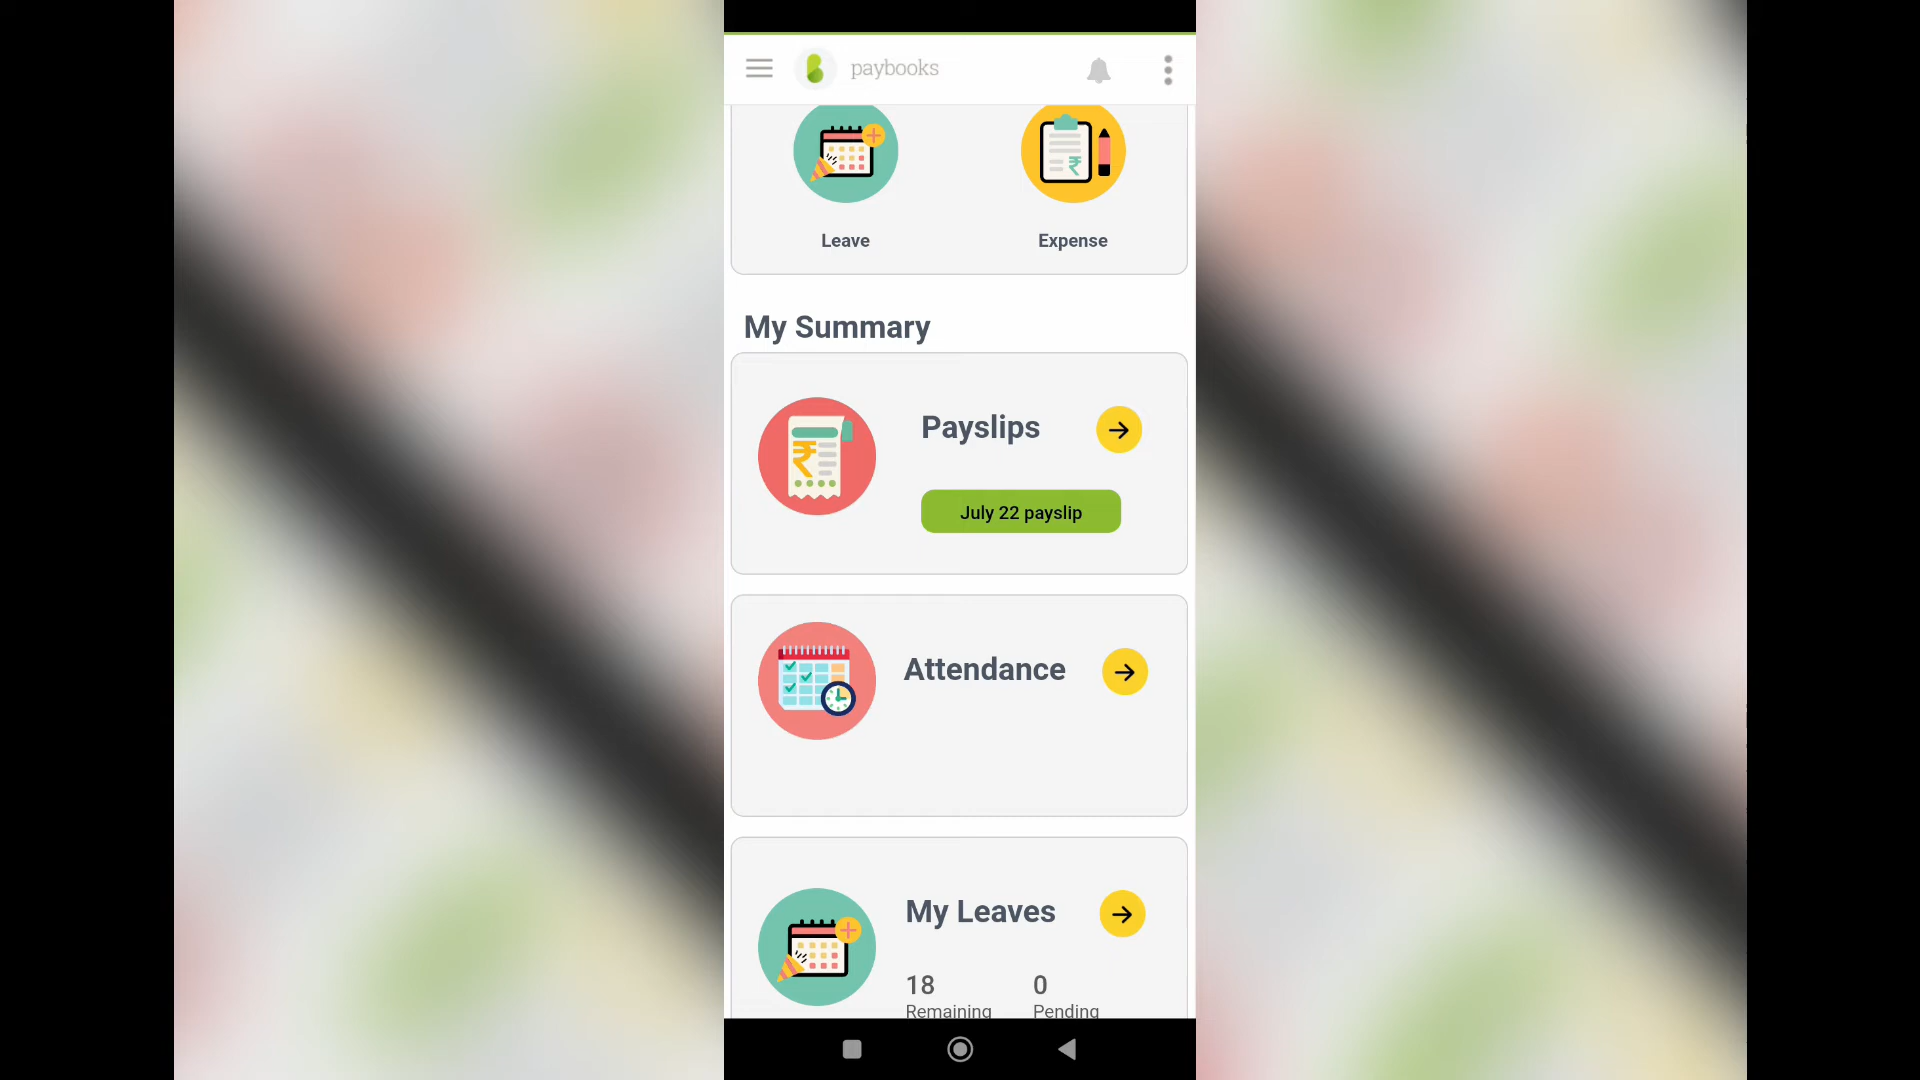 paybooks
Leave
Expense
My Summary
Payslips
July 22 payslip
Attendance
My Leaves
18
0
Remaining
Pending